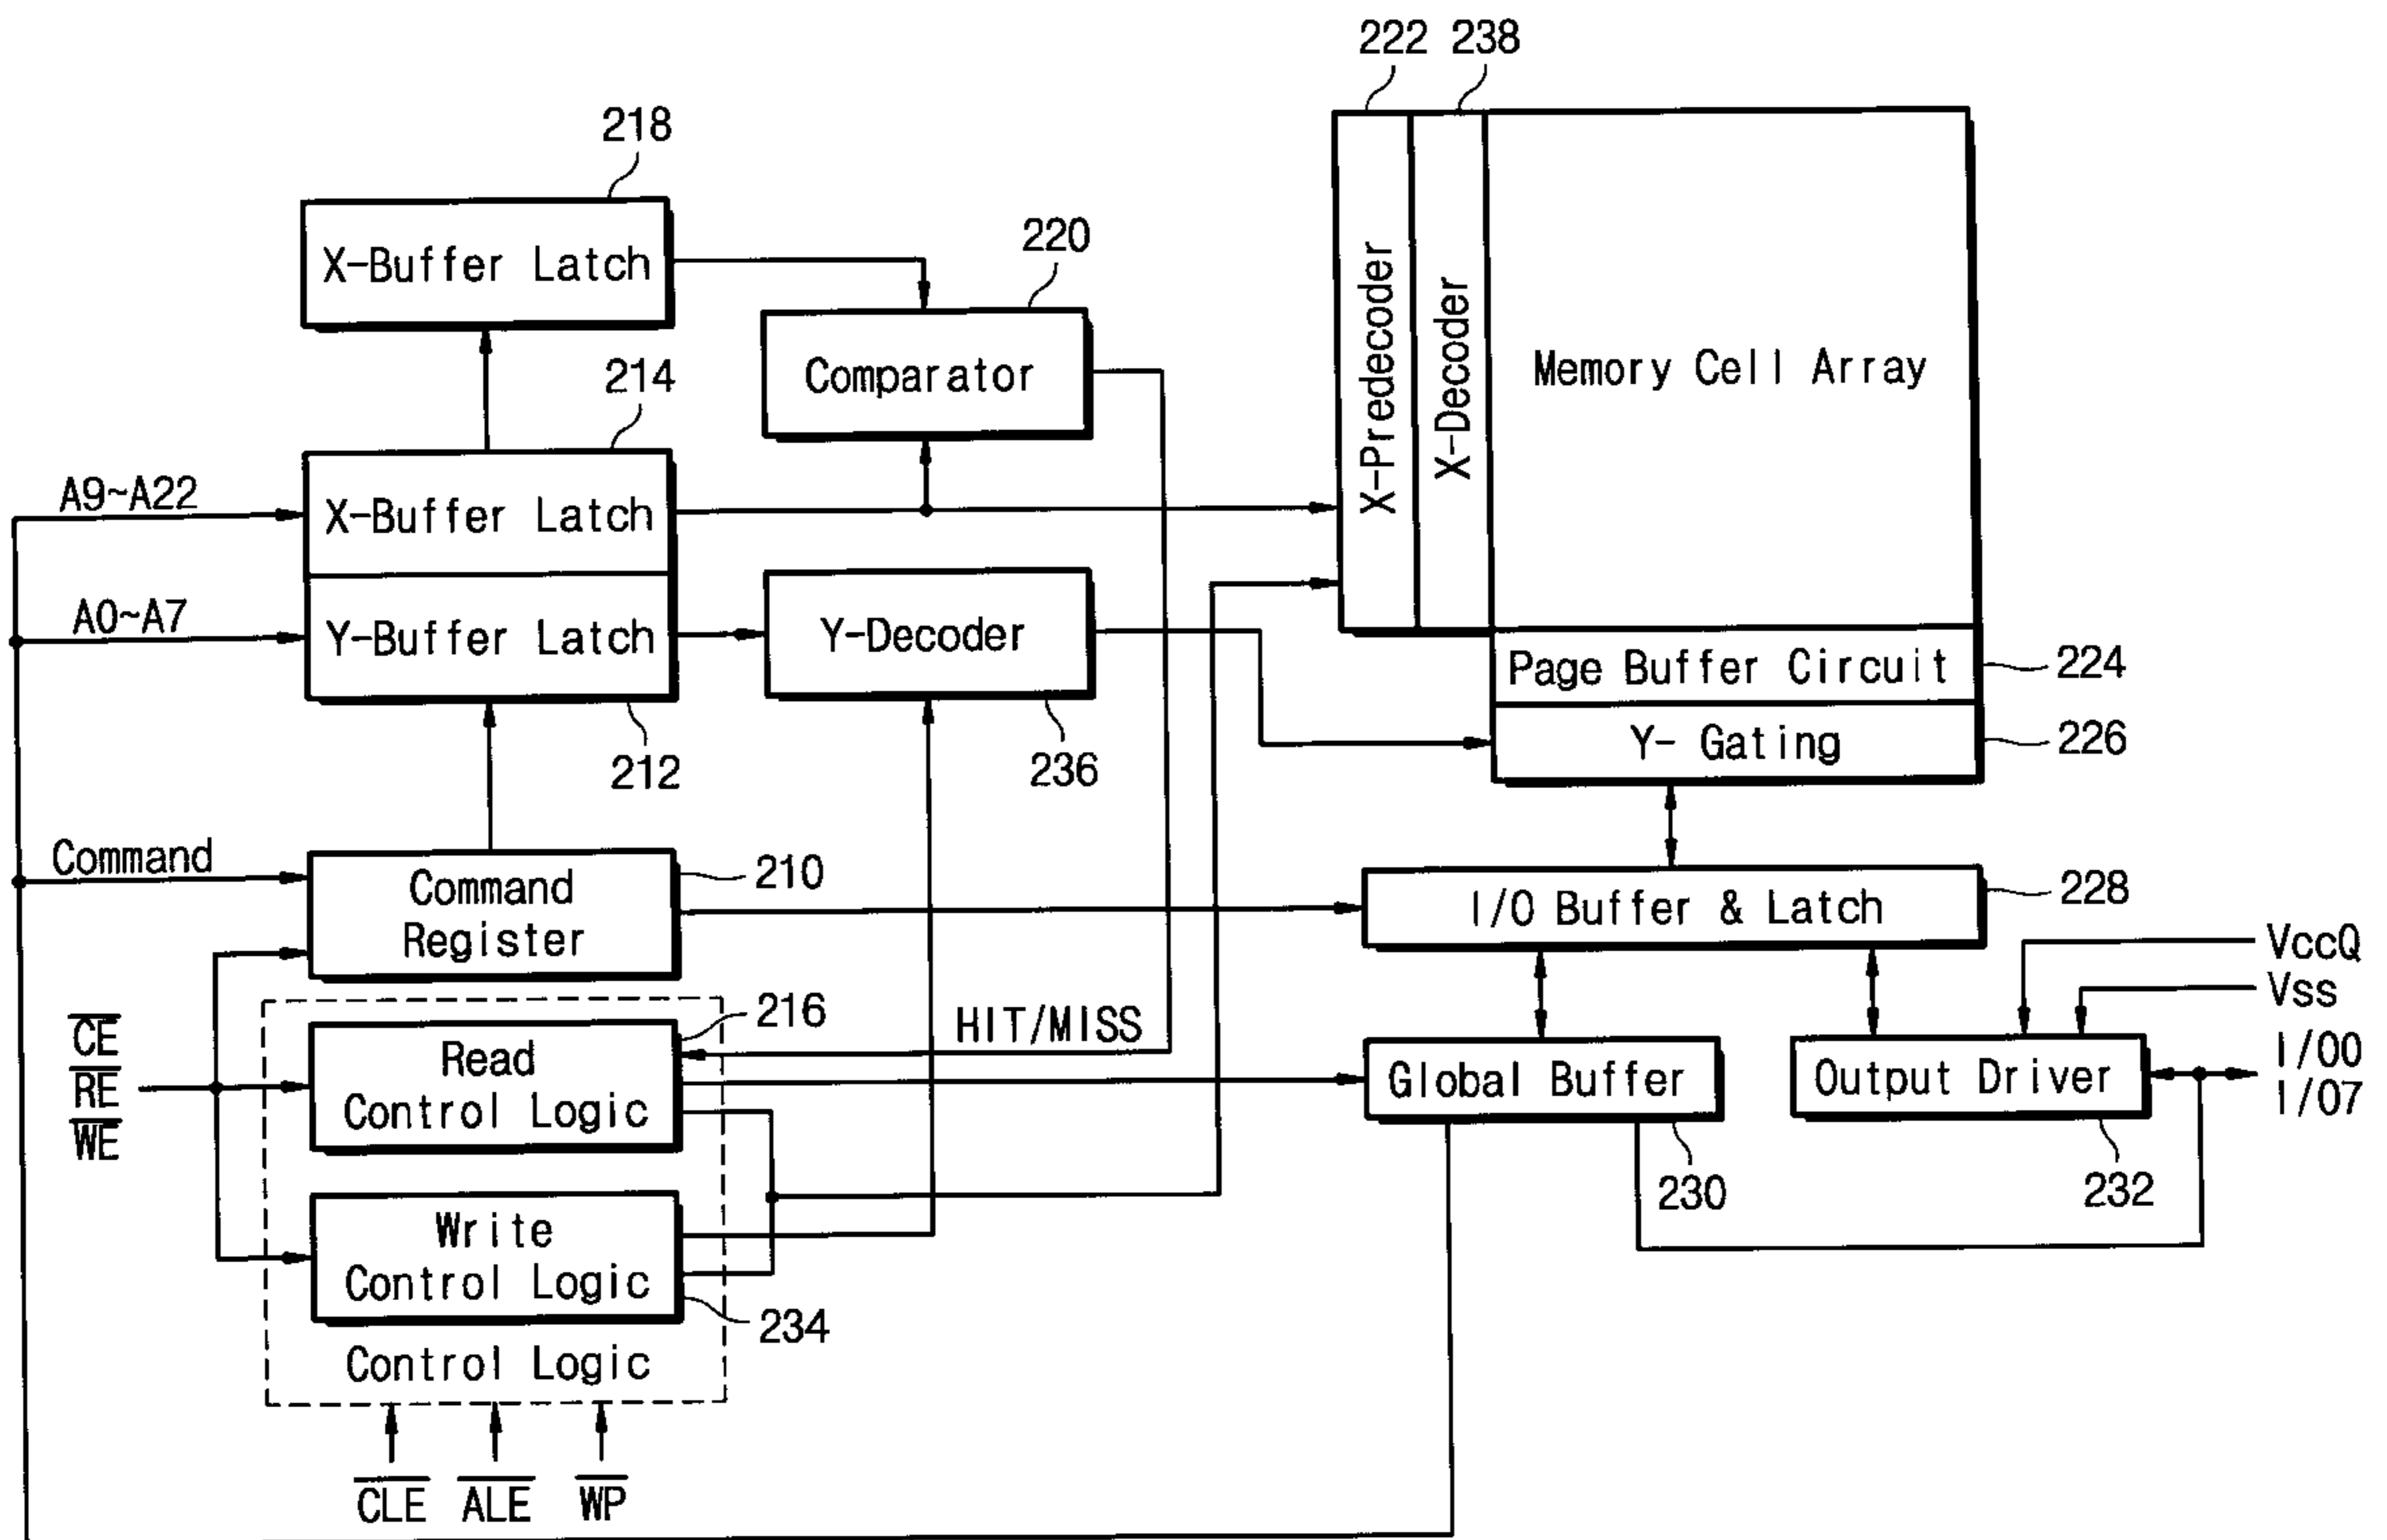 222 238
218
X-Buffer Latch
220
Comparator
X-Predecoder
X-Decoder
Memory Cell Array
214
A9~A22
X-Buffer Latch
A0~A7
Y-Buffer Latch
Y-Decoder
Page Buffer Circuit
224
212
236
Y- Gating
226
Command
Command
Register
210
I/O Buffer & Latch
228
VccQ
Vss
CE
RE
WE
216
Read
Control Logic
HIT/MISS
Global Buffer
Output Driver
I/00
I/07
230
232
Write
Control Logic
234
Control Logic
CLE
ALE
WP